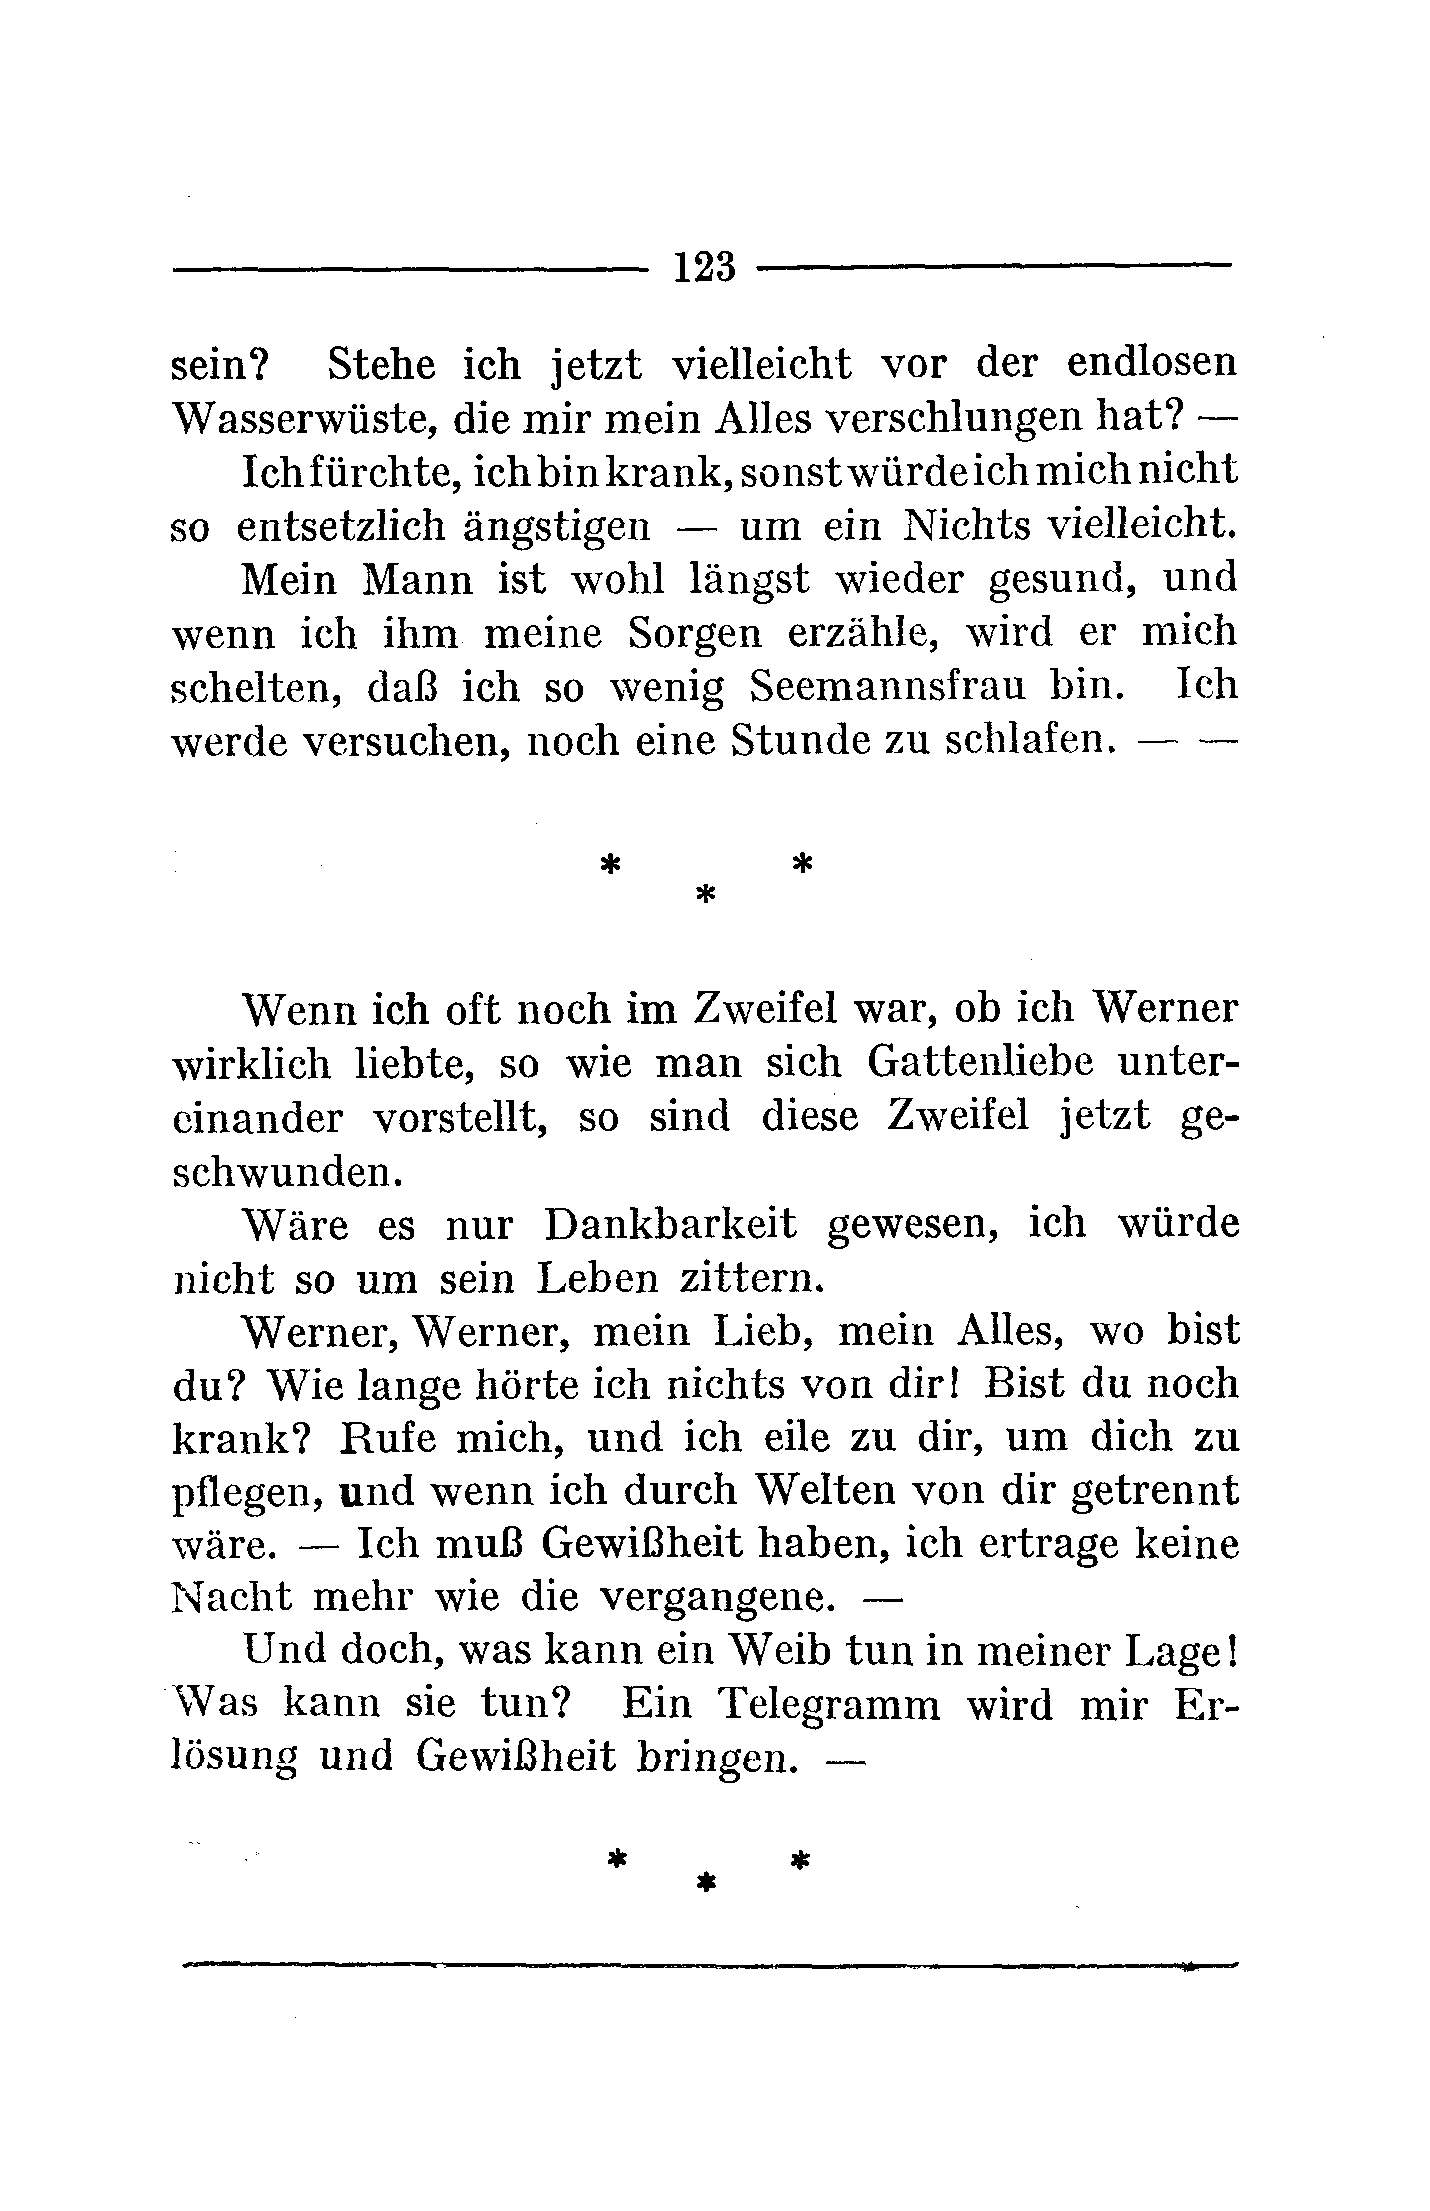 123
sein? Stehe ich jetzt vielleicht vor der endlosen
Wasserwüste, die mir mein Alles verschlungen hat? —
Ich fürchte, ich bin krank, sonst würde ich mich nicht
so entsetzlich ängstigen — um ein Nichts vielleicht.
Mein Mann ist wohl längst wieder gesund, und
wenn ich ihm meine Sorgen erzähle, wird er mich
schelten, daß ich so wenig Seemannsfrau bin. Ich
werde versuchen, noch eine Stunde zu schlafen. — —
* *
*
Wenn ich oft noch im Zweifel war, ob ich Werner
wirklich liebte, so wie man sich Gattenliebe unter-
einander vorstellt, so sind diese Zweifel jetzt ge-
schwunden.
Wäre es nur Dankbarkeit gewesen, ich würde
nicht so um sein Leben zittern.
Werner, Werner, mein Lieb, mein Alles, wo bist
du? Wie lange hörte ich nichts von dir! Bist du noch
krank? Rufe mich, und ich eile zu dir, um dich zu
pflegen, und wenn ich durch Welten von dir getrennt
wäre. — Ich muß Gewißheit haben, ich ertrage keine
Nacht mehr wie die vergangene. —
Und doch, was kann ein Weib tun in meiner Lage!
Was kann sie tun? Ein Telegramm wird mir Er-
lösung und Gewißheit bringen. —
* *
*